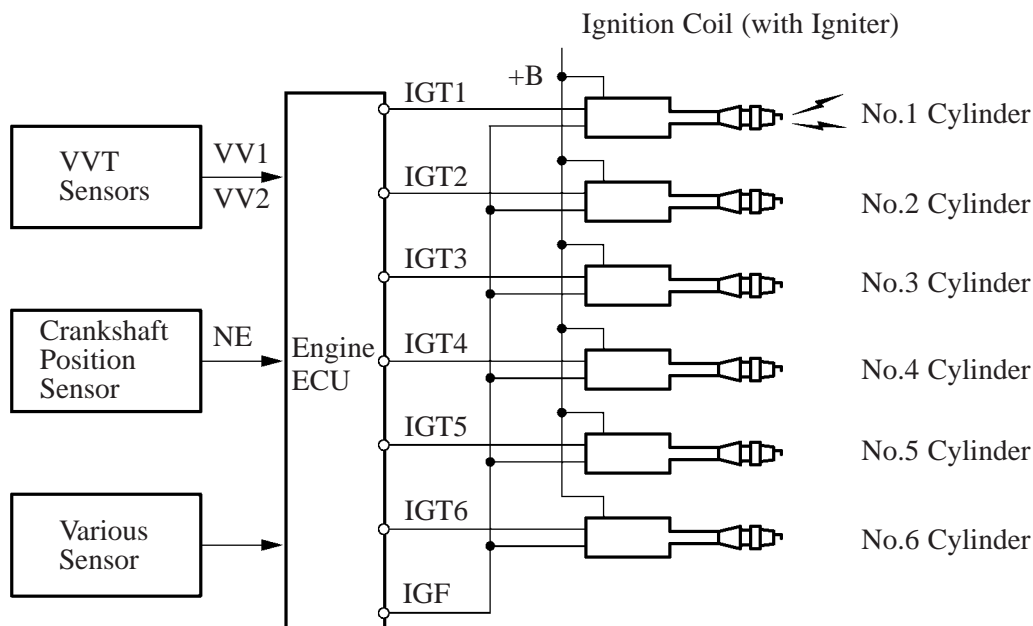 Ignition Coil (with Igniter)
+B
IGT1
No.1 Cylinder
VVT
Sensors
VV1
VV2
IGT2
No.2 Cylinder
IGT3
No.3 Cylinder
Crankshaft
Position
Sensor
NE
Engine
ECU
IGT4
No.4 Cylinder
IGT5
No.5 Cylinder
Various
Sensor
IGT6
No.6 Cylinder
IGF